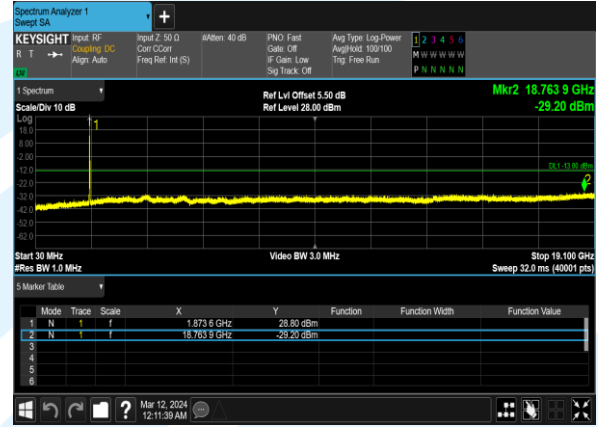 Spectrum Analyzer 1
Swept SA
+
KEYSIGHT Input: RF Input Z: 50 Ω #Atten: 40 dB PNO: Fast Avg Type: Log-Power 1 2 3 4 5 6
R T Coupling: DC Corr CCorr Gate: Off Avg|Hold: 100/100 M W W W W W
Align: Auto Freq Ref: Int (S) IF Gain: Low Trig: Free Run P N N N N N
Sig Track: Off
1 Spectrum Ref Lvl Offset 5.50 dB Mkr2 18.763 9 GHz
Scale/Div 10 dB Ref Level 28.00 dBm -29.20 dBm
Log
1
18.0
8.00
-2.00
-12.0 DL1 -13.00 dBm
-22.0 2
-32.0
-42.0
-52.0
-62.0
Start 30 MHz Video BW 3.0 MHz Stop 19.100 GHz
#Res BW 1.0 MHz Sweep 32.0 ms (40001 pts)
5 Marker Table
Mode Trace Scale X Y Function Function Width Function Value
1 N 1 f 1.873 6 GHz 28.80 dBm
2 N 1 f 18.763 9 GHz -29.20 dBm
3
4
5
6
? Mar 12, 2024
12:11:39 AM